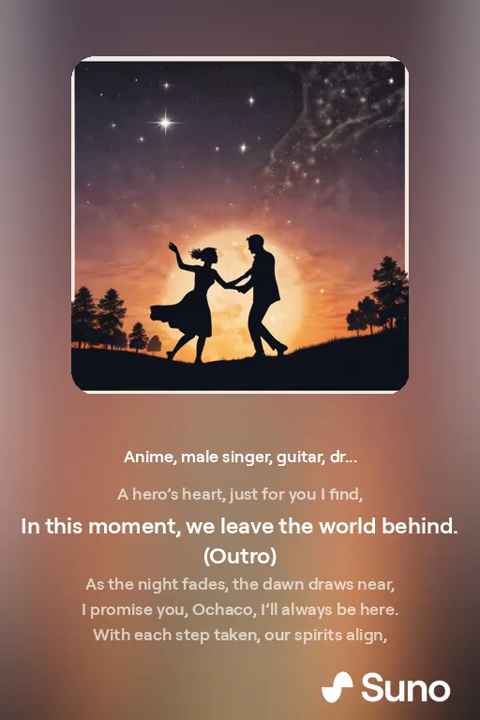 Anime, male singer, guitar, dr...
A hero's heart, just for you I find,
In this moment, we leave the world behind.
(Outro)
As the night fades, the dawn draws near,
I promise you, Ochaco, I'll always be here.
With each step taken, our spirits align,
Suno